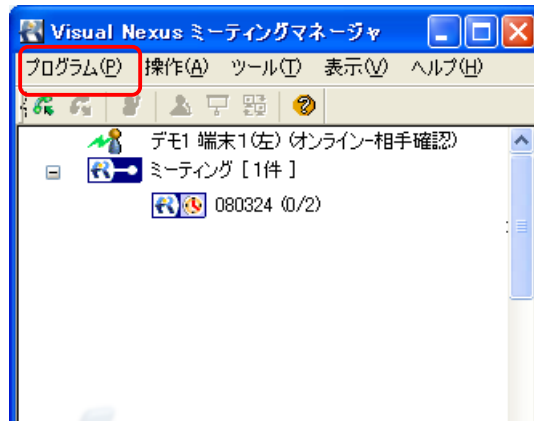 Visual Nexus ミーティングマネージャ
プログラム(P) 操作(A) ツール(T) 表示(V) ヘルプ(H)
デモ1 端末1(左) (オンライン-相手確認)
ミーティング [ 1件 ]
080324 (0/2)